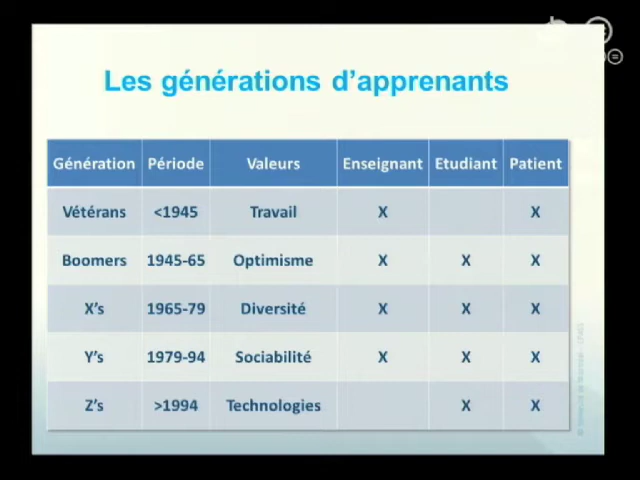 Les générations d'apprenants
Génération Période Valeurs Enseignant Etudiant Patient
Vétérans <1945 Travail X X
Boomers 1945-65 Optimisme X X X
X's 1965-79 Diversité X X X
Y's 1979-94 Sociabilité X X X
Z's >1994 Technologies X X